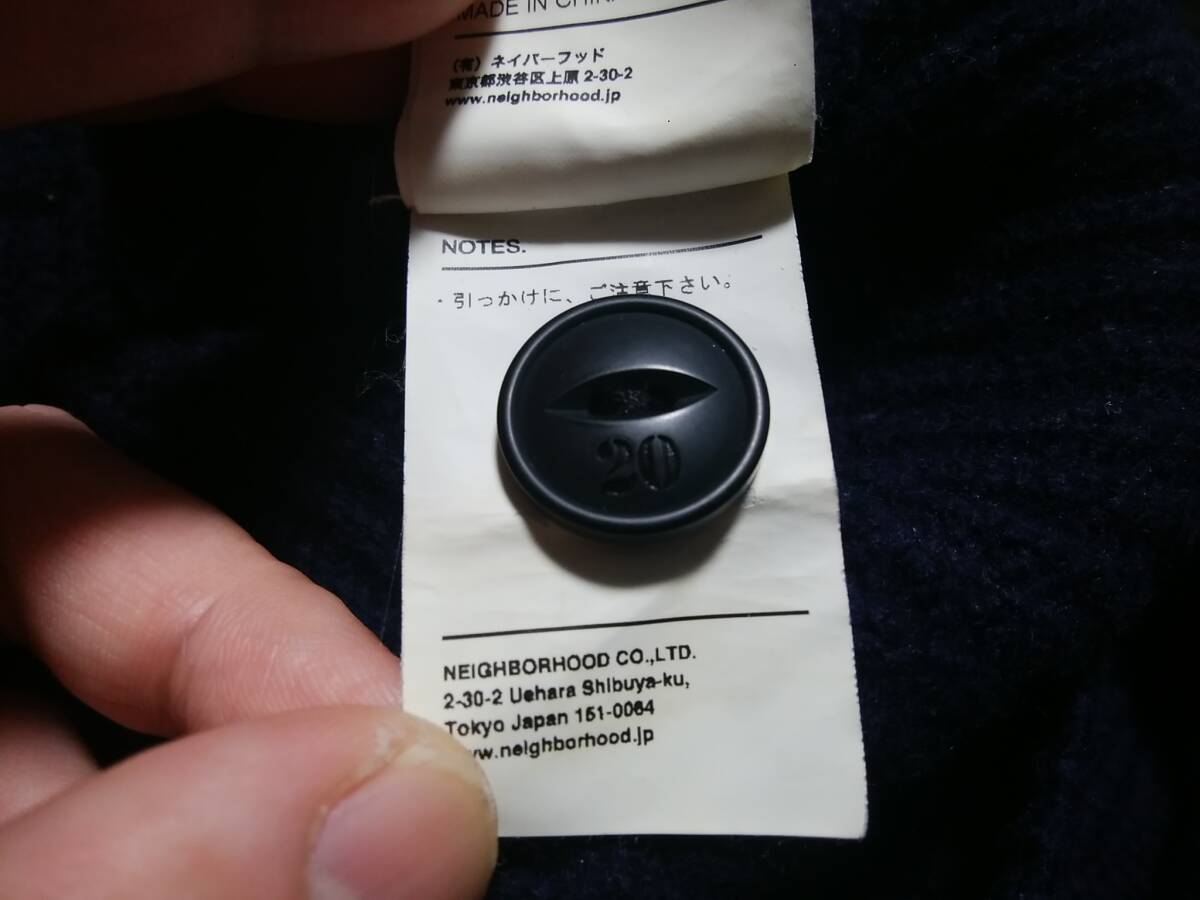 MADE IN CHINA
(有) ネイバーフッド
東京都渋谷区上原 2-30-2
www.neighborhood.jp
NOTES.
・引っかけに、ご注意下さい。
20
NEIGHBORHOOD CO.,LTD.
2-30-2 Uehara Shibuya-ku,
Tokyo Japan 151-0064
www.neighborhood.jp